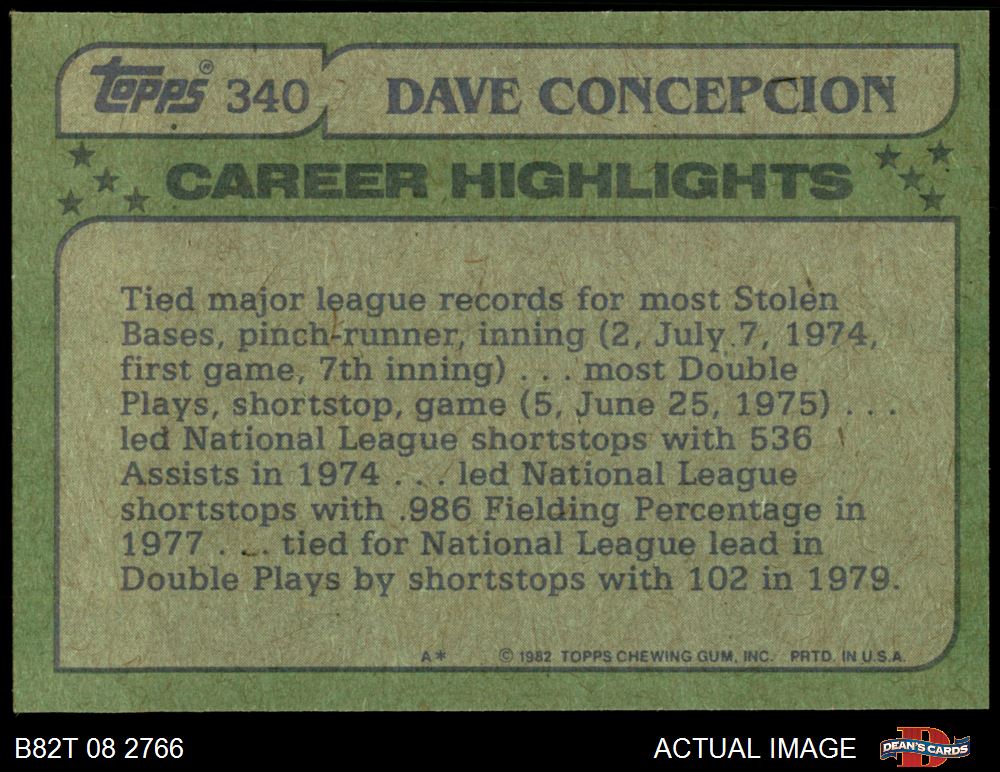 topps® 340 DAVE CONCEPCION
CAREER HIGHLIGHTS
Tied major league records for most Stolen
Bases, pinch-runner, inning (2, July 7, 1974,
first game, 7th inning) . . . most Double
Plays, shortstop, game (5, June 25, 1975) . . .
led National League shortstops with 536
Assists in 1974 . . . led National League
shortstops with .986 Fielding Percentage in
1977 . . . tied for National League lead in
Double Plays by shortstops with 102 in 1979.
A* © 1982 TOPPS CHEWING GUM, INC. PRTD. IN U.S.A.
B82T 08 2766 ACTUAL IMAGE D DEAN'S CARDS